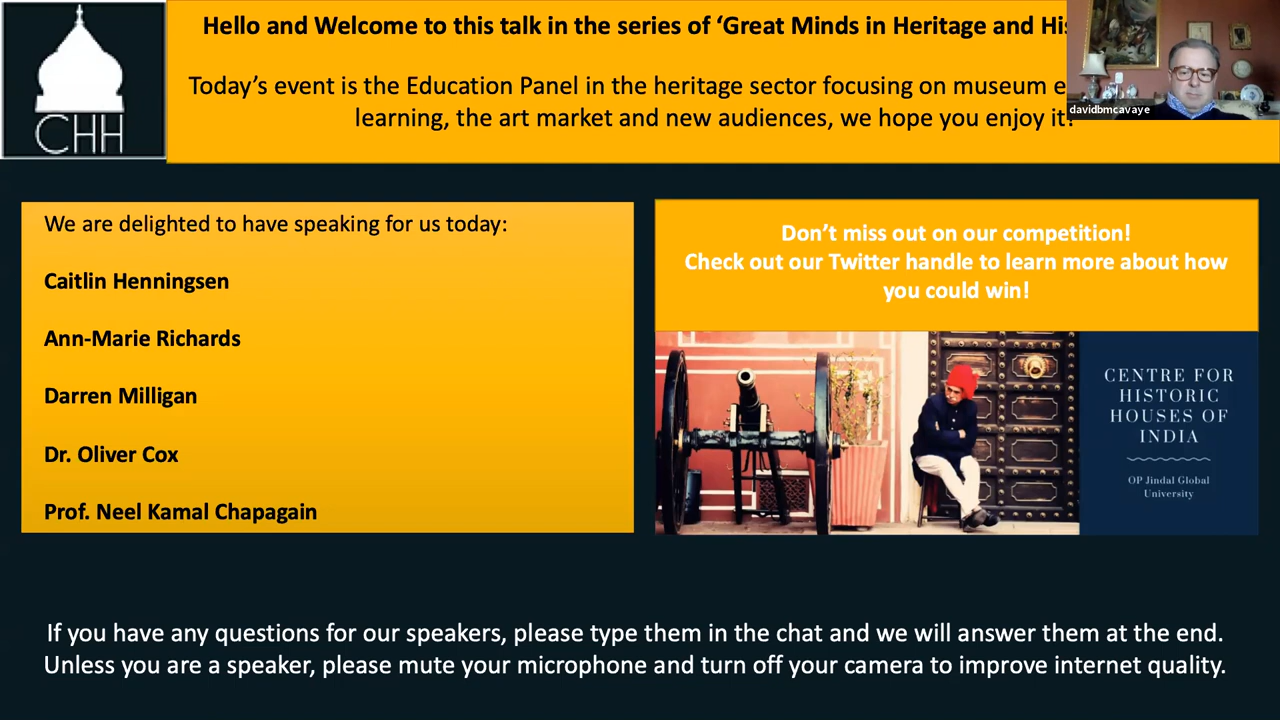 CHH
Hello and Welcome to this talk in the series of ‘Great Minds in Heritage and
Today’s event is the Education Panel in the heritage sector focusing on museum
learning, the art market and new audiences, we hope you enjoy it!
davidbmcavaye
We are delighted to have speaking for us today:
Caitlin Henningsen
Ann-Marie Richards
Darren Milligan
Dr. Oliver Cox
Prof. Neel Kamal Chapagain
Don’t miss out on our competition!
Check out our Twitter handle to learn more about how
you could win!
CENTRE FOR
HISTORIC
HOUSES OF
INDIA
OP Jindal Global
University
If you have any questions for our speakers, please type them in the chat and we will answer them at the end.
Unless you are a speaker, please mute your microphone and turn off your camera to improve internet quality.